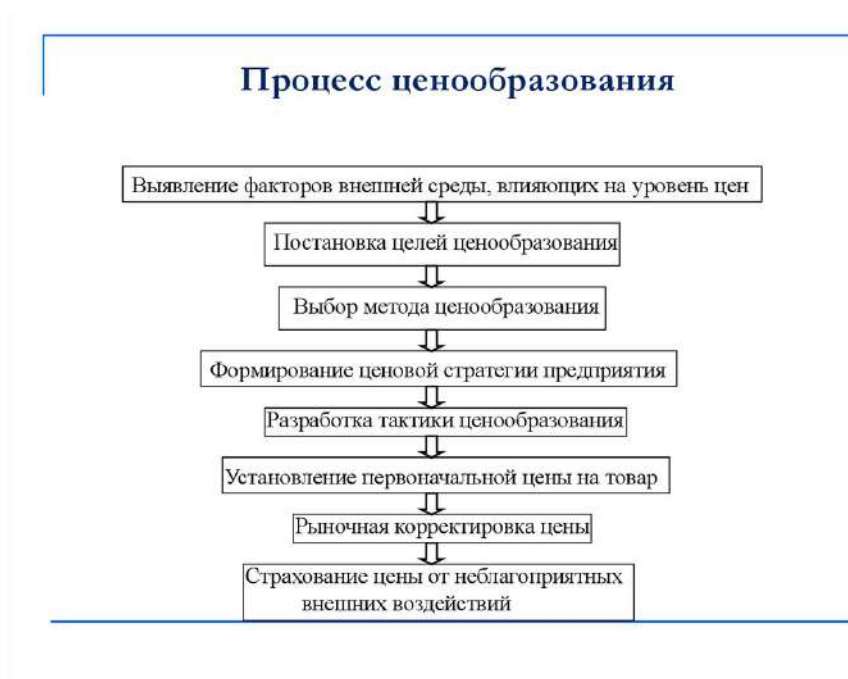 Процесс ценообразования
Выявление факторов внешней среды, влияющих на уровень цен
Постановка целей ценообразования
Выбор метода ценообразования
Формирование ценовой стратегии предприятия
Разработка тактики ценообразования
Установление первоначальной цены на товар
Рыночная корректировка цены
Страхование цены от неблагоприятных
внешних воздействий